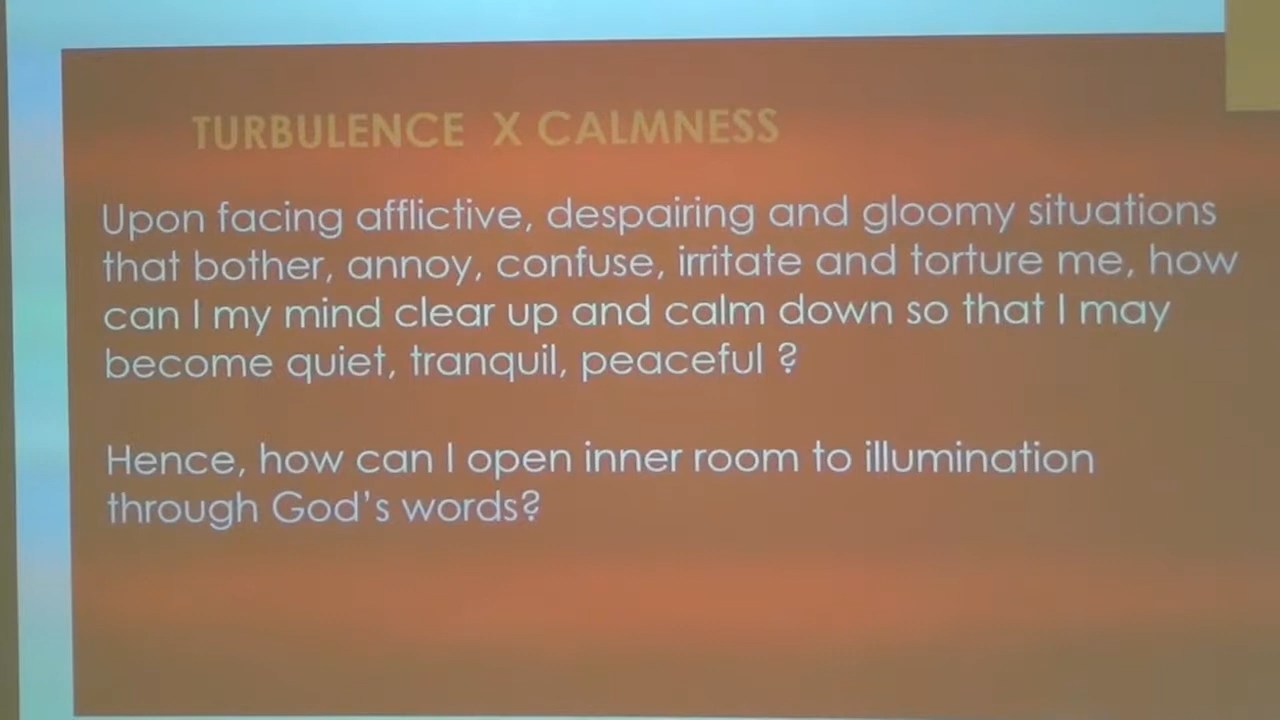 TURBULENCE X CALMNESS
Upon facing afflictive, despairing and gloomy situations
that bother, annoy, confuse, irritate and torture me, how
can I my mind clear up and calm down so that I may
become quiet, tranquil, peaceful ?
Hence, how can I open inner room to illumination
through God's words?